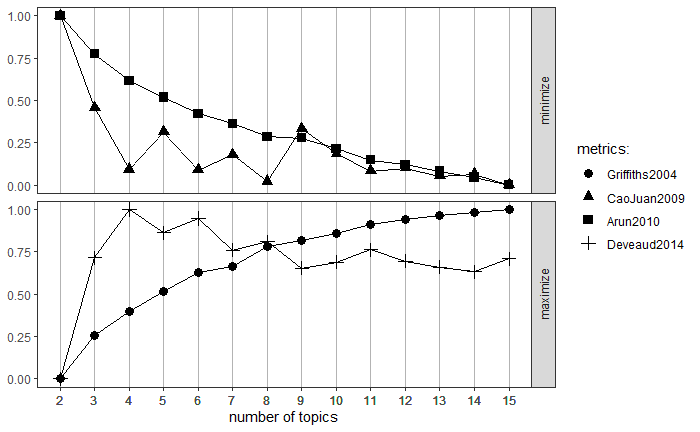 1.00
0.75
0.50
0.25
0.00
minimize
1.00
0.75
0.50
0.25
0.00
maximize
2 3 4 5 6 7 8 9 10 11 12 13 14 15
number of topics
metrics:
Griffiths2004
CaoJuan2009
Arun2010
Deveaud2014